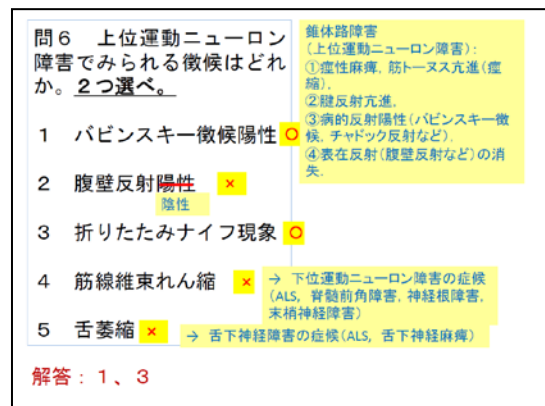 問６　上位運動ニューロン
障害でみられる徴候はどれ
か。２つ選べ。
錐体路障害
(上位運動ニューロン障害)：
①痙性麻痺, 筋トーヌス亢進(痙
縮).
②腱反射亢進,
③病的反射陽性(バビンスキー徴
候, チャドック反射など).
④表在反射(腹壁反射など)の消
失.
１　バビンスキー徴候陽性 ○
２　腹壁反射陽性　×
陰性
３　折りたたみナイフ現象 ○
４　筋線維束れん縮　×
→ 下位運動ニューロン障害の症候
(ALS, 脊髄前角障害, 神経根障害,
末梢神経障害)
５　舌萎縮 ×
→ 舌下神経障害の症候(ALS, 舌下神経麻痺)
解答：１、３